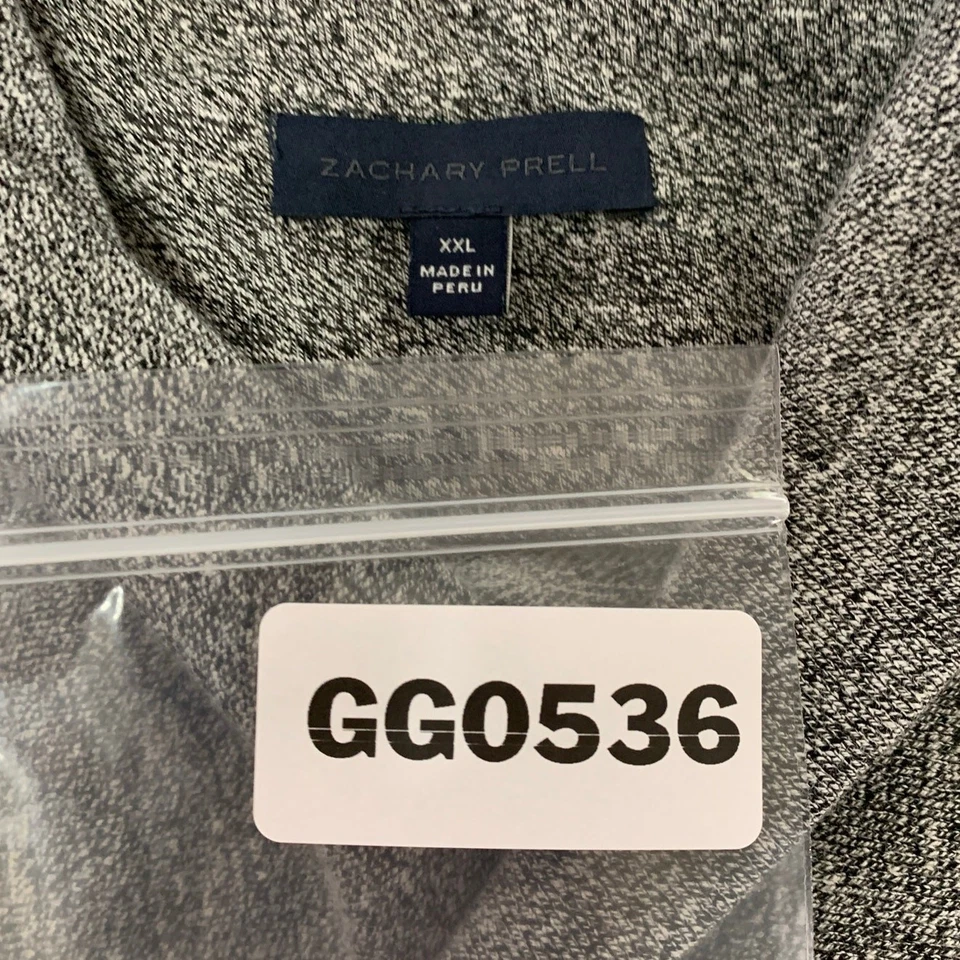 ZACHARY PRELL
XXL
MADE IN
PERU
GG0536